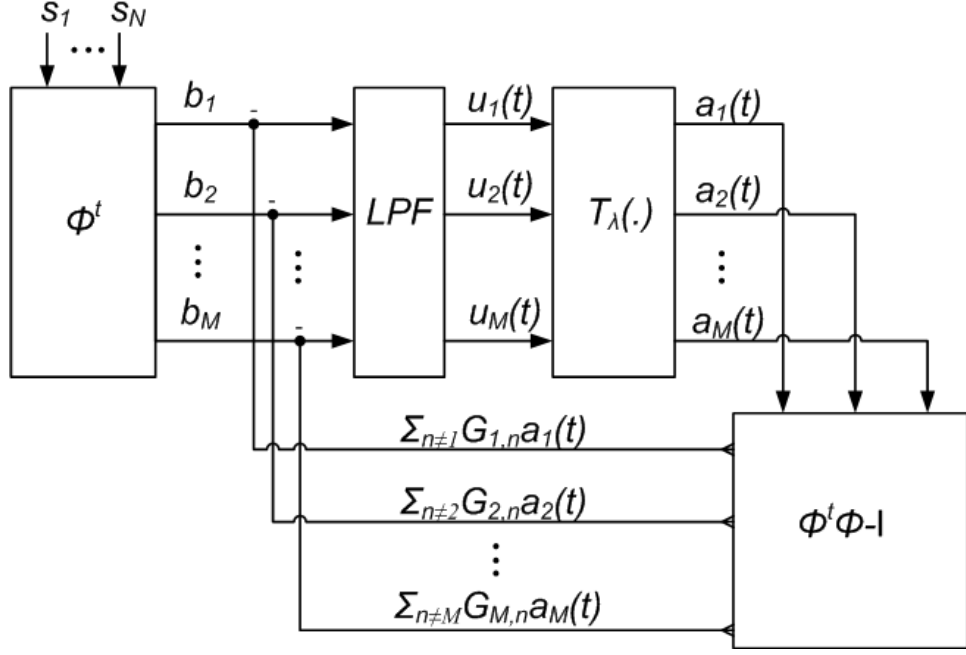 s1 ... sN
b1 - u1(t) a1(t)
b2 - u2(t) a2(t)
Φt LPF Tλ(.)
⋮ ⋮ ⋮
bM - uM(t) aM(t)
Σn≠1G1,na1(t)
Σn≠2G2,na2(t)
ΦtΦ-I
⋮
Σn≠MGM,naM(t)